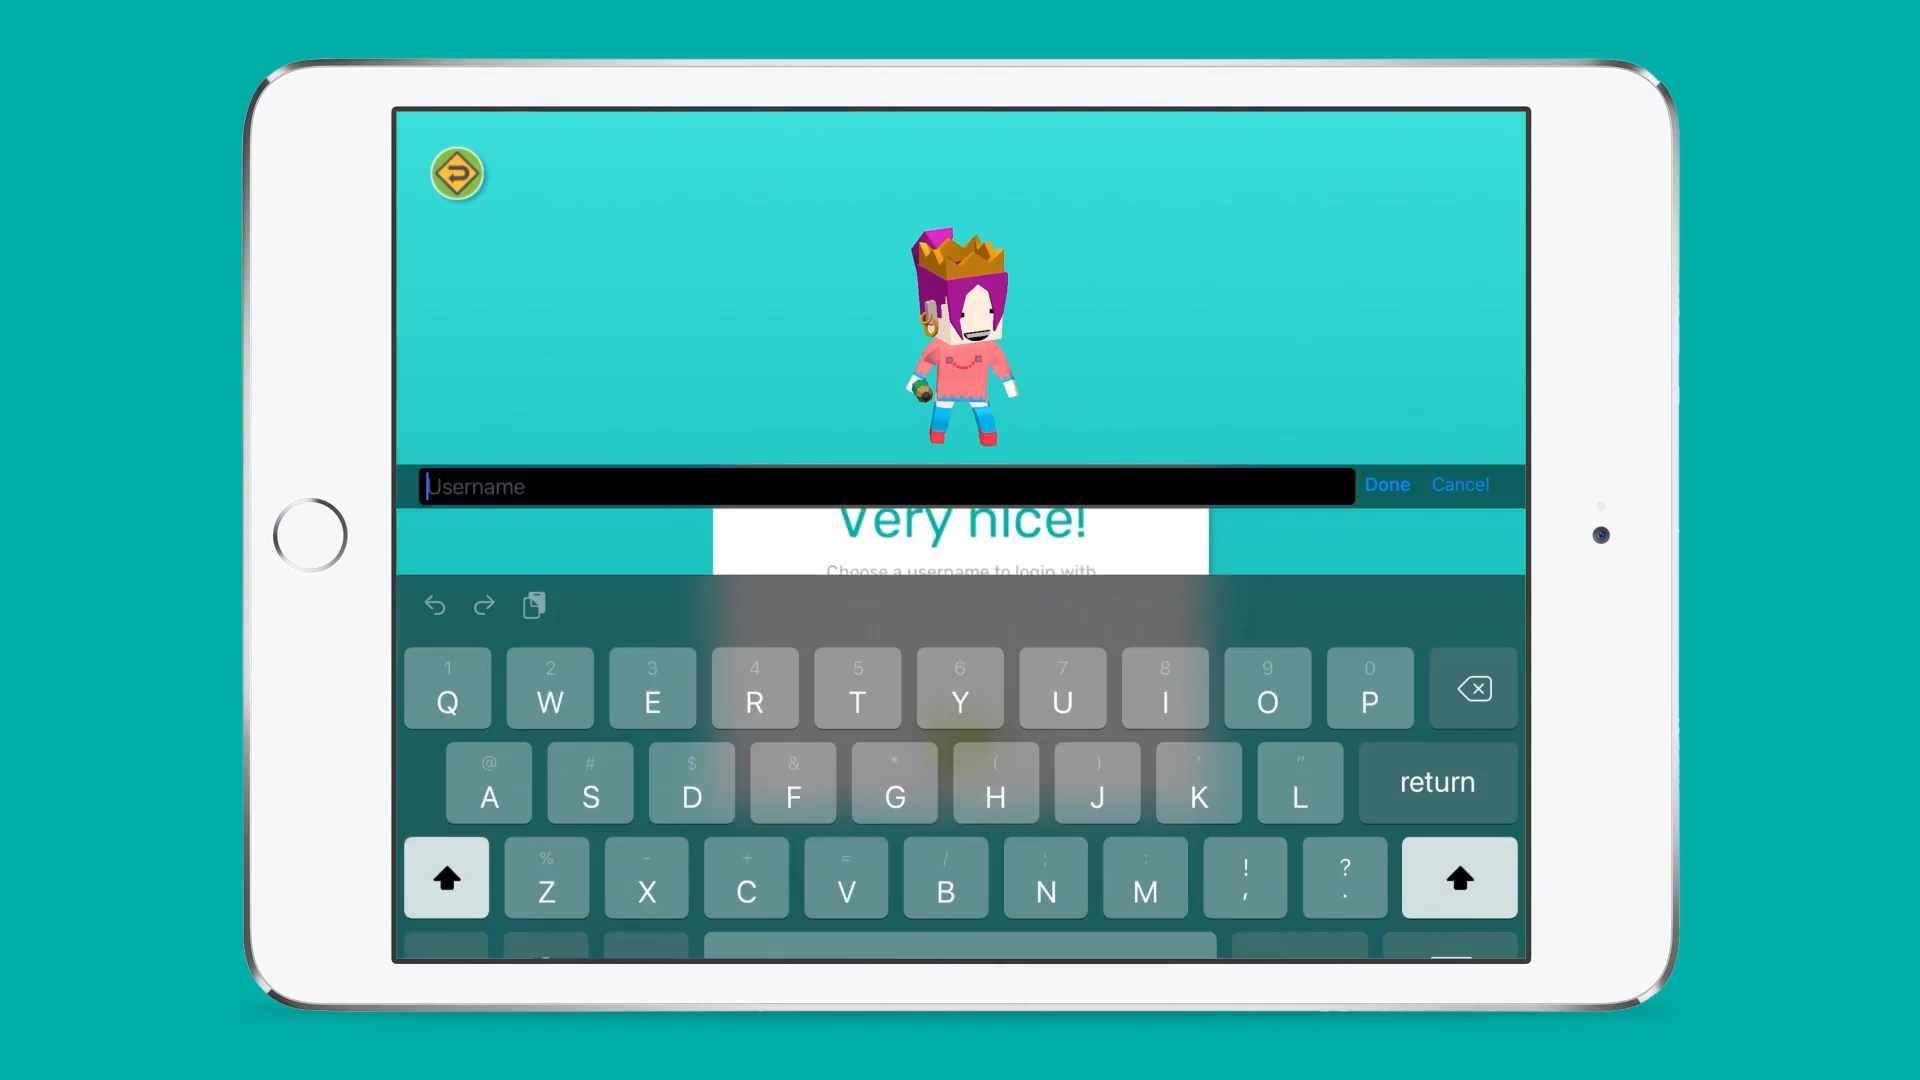 Username
Done Cancel
Very nice!
Choose a username to login with
1 2 3 4 5 6 7 8 9 0
Q W E R T Y U I O P
@ # $ & * ( ) ' "
A S D F G H J K L return
% - + = / ; : ! ?
Z X C V B N M , .